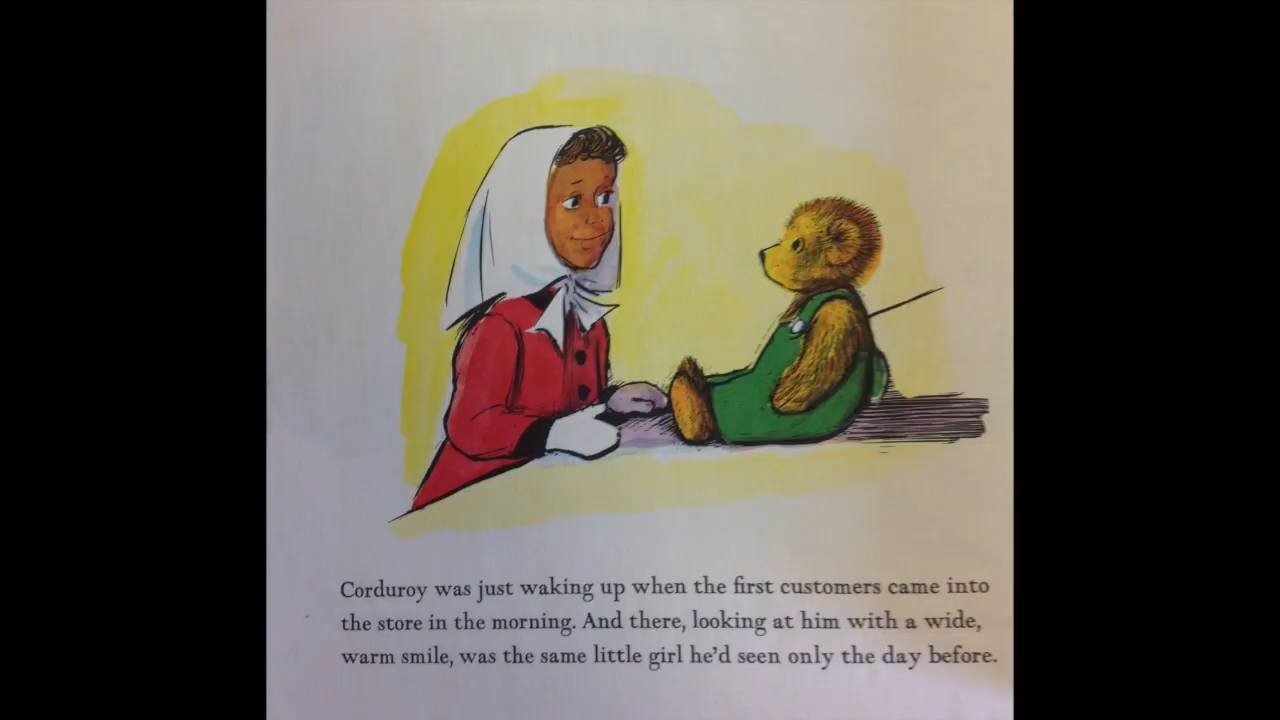 Corduroy was just waking up when the first customers came into
the store in the morning. And there, looking at him with a wide,
warm smile, was the same little girl he'd seen only the day before.